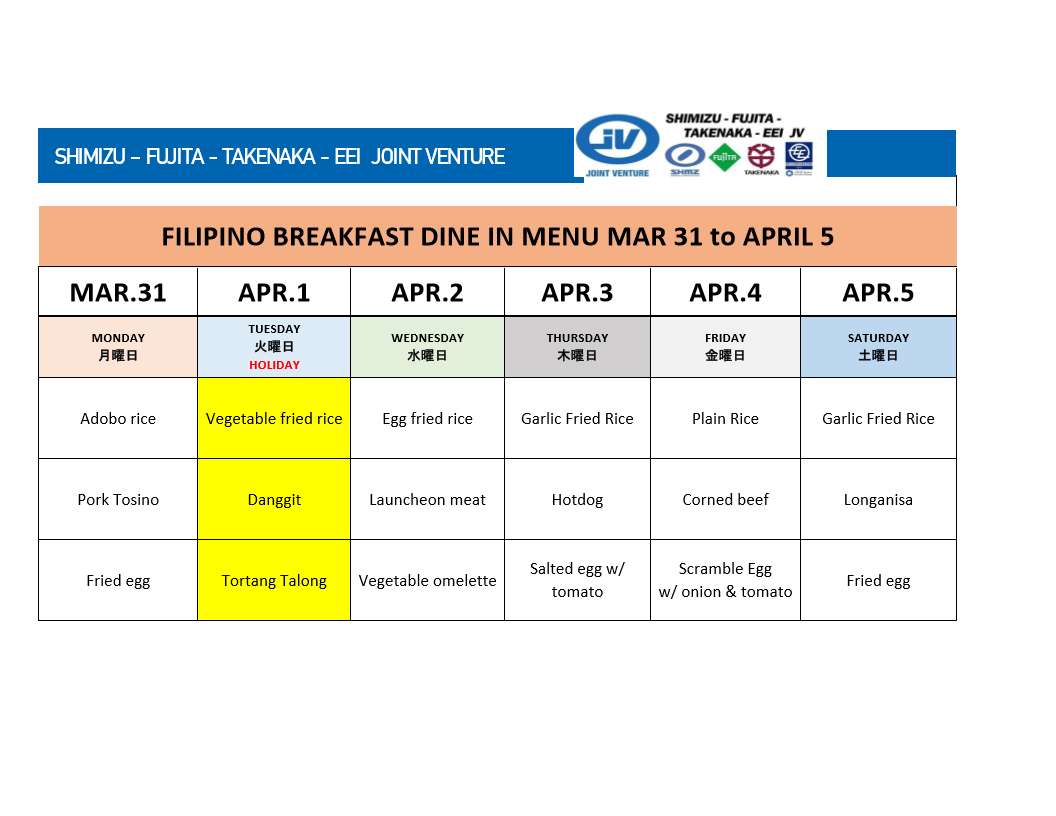 SHIMIZU – FUJITA - TAKENAKA - EEI JOINT VENTURE
JV
JOINT VENTURE
SHIMIZU - FUJITA -
TAKENAKA - EEI JV
SHMZ
FUJITA
TAKENAKA
EEI
FILIPINO BREAKFAST DINE IN MENU MAR 31 to APRIL 5
MAR.31 APR.1 APR.2 APR.3 APR.4 APR.5
MONDAY TUESDAY WEDNESDAY THURSDAY FRIDAY SATURDAY
月曜日 火曜日 水曜日 木曜日 金曜日 土曜日
HOLIDAY
Adobo rice Vegetable fried rice Egg fried rice Garlic Fried Rice Plain Rice Garlic Fried Rice
Pork Tosino Danggit Launcheon meat Hotdog Corned beef Longanisa
Fried egg Tortang Talong Vegetable omelette Salted egg w/ Scramble Egg Fried egg
tomato w/ onion & tomato